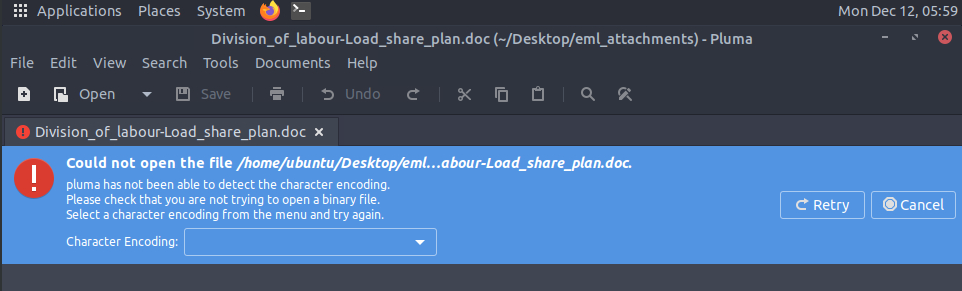 Applications Places System Mon Dec 12, 05:59
Division_of_labour-Load_share_plan.doc (~/Desktop/eml_attachments) - Pluma
File Edit View Search Tools Documents Help
Open Save Undo
Division_of_labour-Load_share_plan.doc
Could not open the file /home/ubuntu/Desktop/eml…abour-Load_share_plan.doc.
pluma has not been able to detect the character encoding.
Please check that you are not trying to open a binary file.
Select a character encoding from the menu and try again.
Retry Cancel
Character Encoding: